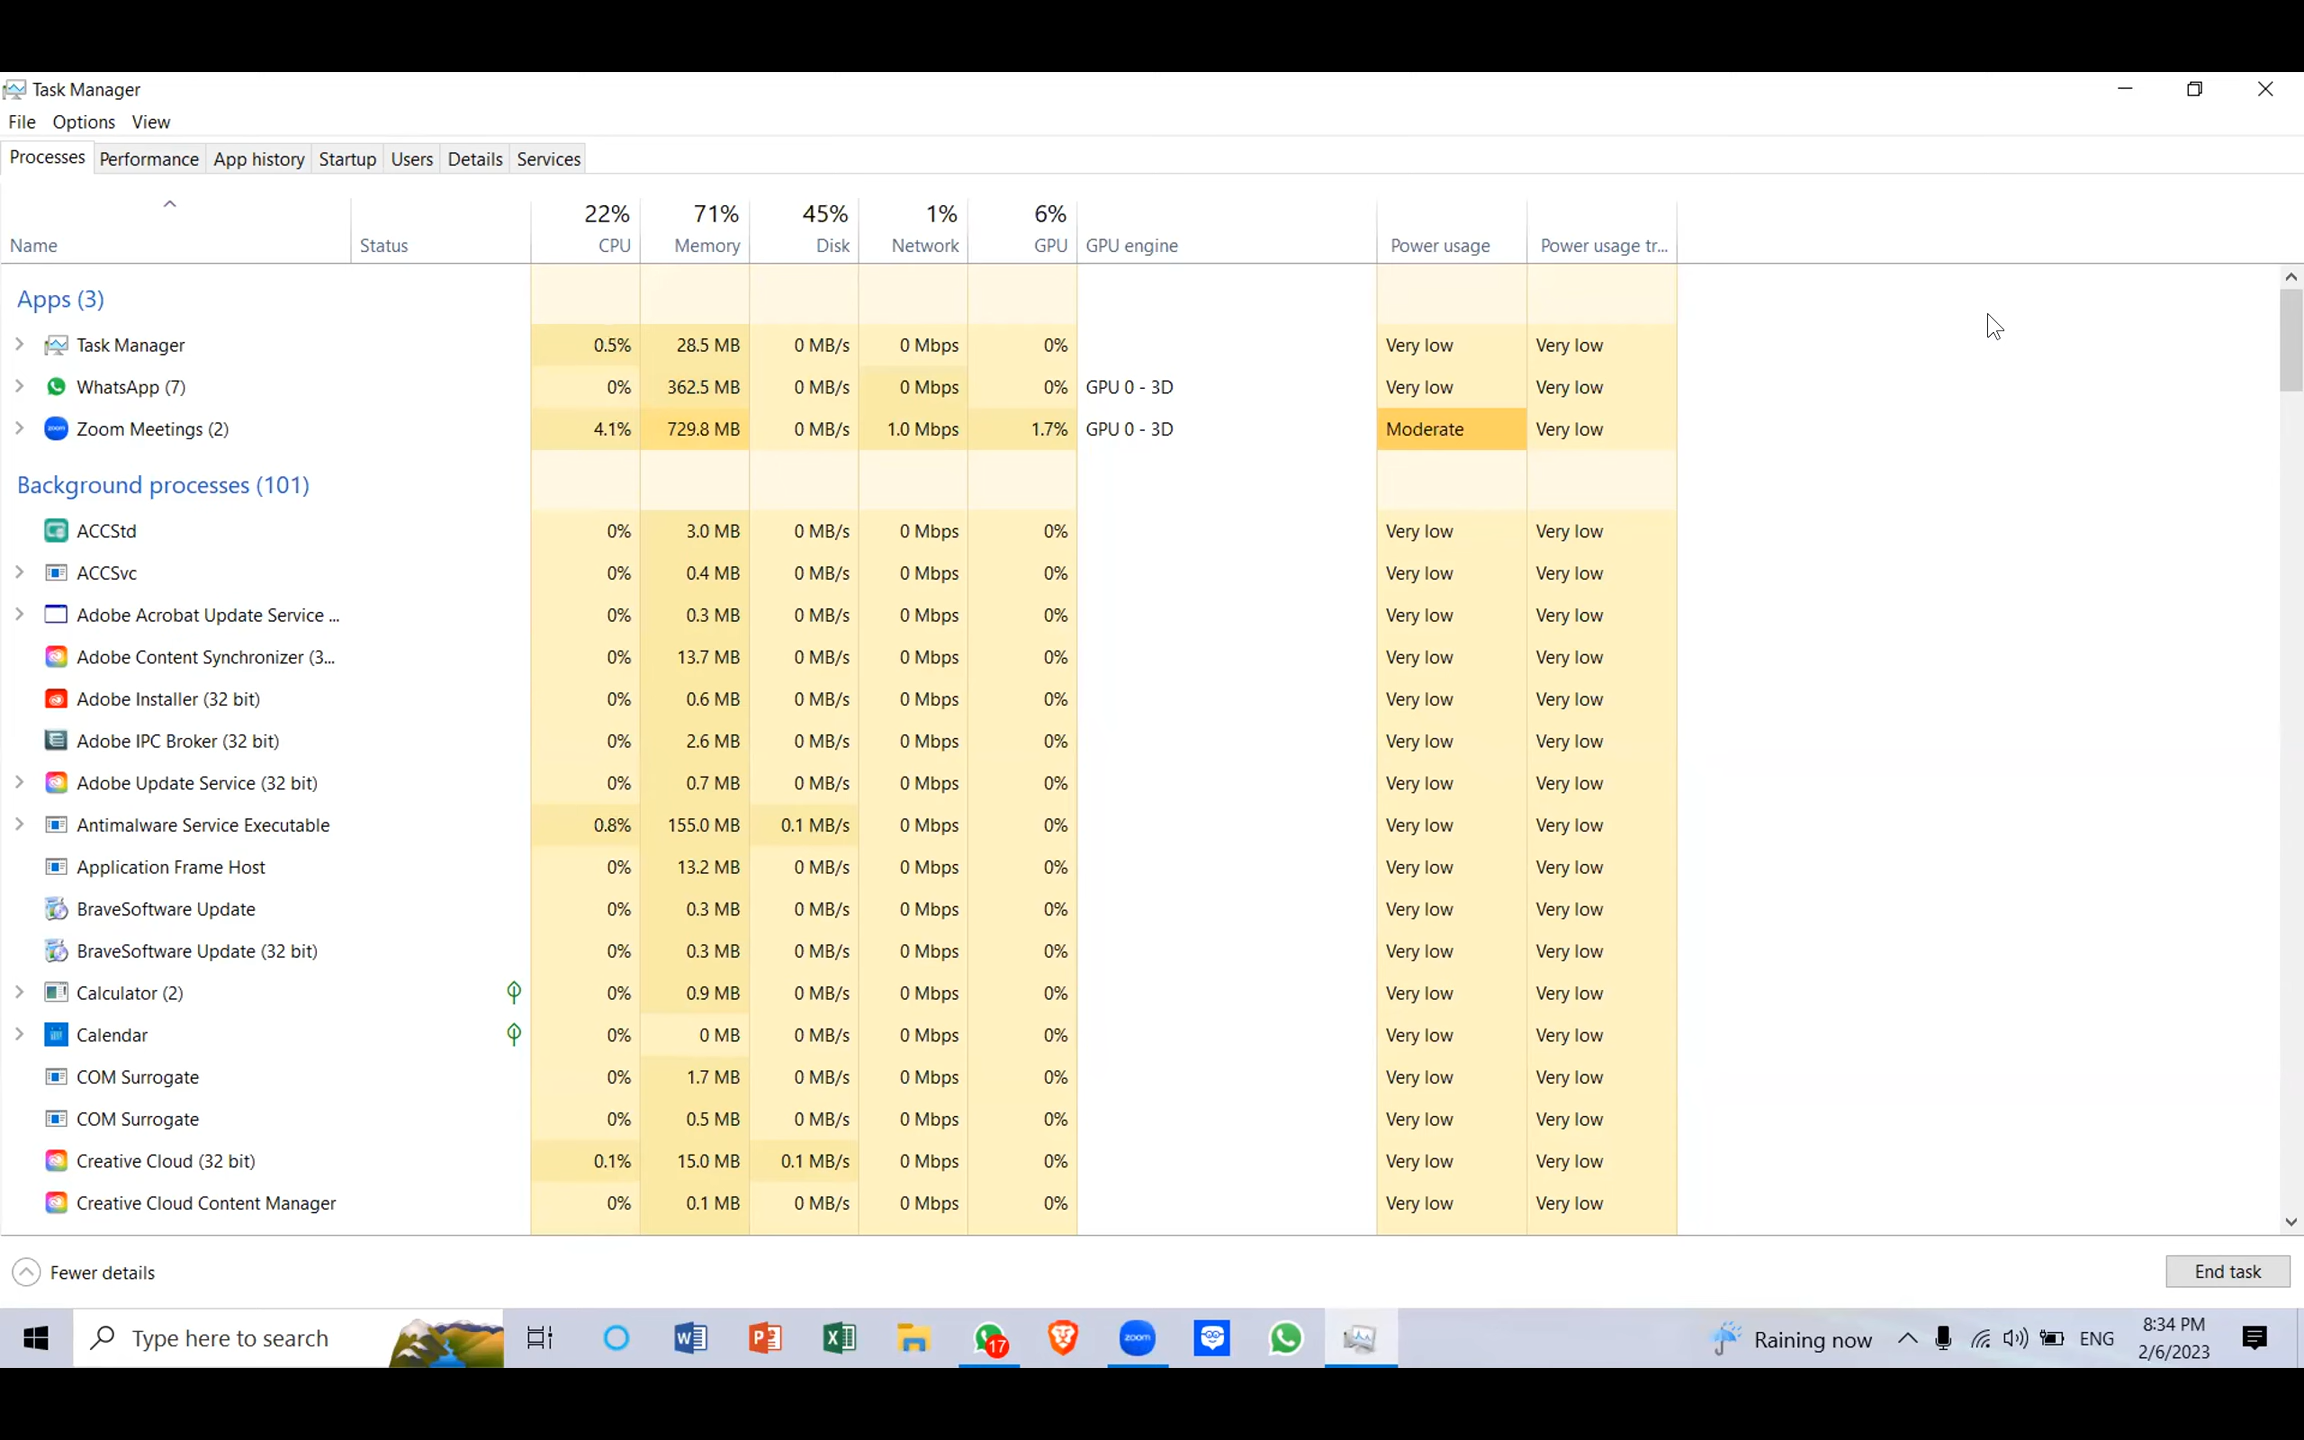 Task Manager
File Options View
Processes Performance App history Startup Users Details Services
22% 71% 45% 1% 6%
Name Status CPU Memory Disk Network GPU GPU engine Power usage Power usage tr...
Apps (3)
Task Manager 0.5% 28.5 MB 0 MB/s 0 Mbps 0% Very low Very low
WhatsApp (7) 0% 362.5 MB 0 MB/s 0 Mbps 0% GPU 0 - 3D Very low Very low
Zoom Meetings (2) 4.1% 729.8 MB 0 MB/s 1.0 Mbps 1.7% GPU 0 - 3D Moderate Very low
Background processes (101)
ACCStd 0% 3.0 MB 0 MB/s 0 Mbps 0% Very low Very low
ACCSvc 0% 0.4 MB 0 MB/s 0 Mbps 0% Very low Very low
Adobe Acrobat Update Service ... 0% 0.3 MB 0 MB/s 0 Mbps 0% Very low Very low
Adobe Content Synchronizer (3... 0% 13.7 MB 0 MB/s 0 Mbps 0% Very low Very low
Adobe Installer (32 bit) 0% 0.6 MB 0 MB/s 0 Mbps 0% Very low Very low
Adobe IPC Broker (32 bit) 0% 2.6 MB 0 MB/s 0 Mbps 0% Very low Very low
Adobe Update Service (32 bit) 0% 0.7 MB 0 MB/s 0 Mbps 0% Very low Very low
Antimalware Service Executable 0.8% 155.0 MB 0.1 MB/s 0 Mbps 0% Very low Very low
Application Frame Host 0% 13.2 MB 0 MB/s 0 Mbps 0% Very low Very low
BraveSoftware Update 0% 0.3 MB 0 MB/s 0 Mbps 0% Very low Very low
BraveSoftware Update (32 bit) 0% 0.3 MB 0 MB/s 0 Mbps 0% Very low Very low
Calculator (2) 0% 0.9 MB 0 MB/s 0 Mbps 0% Very low Very low
Calendar 0% 0 MB 0 MB/s 0 Mbps 0% Very low Very low
COM Surrogate 0% 1.7 MB 0 MB/s 0 Mbps 0% Very low Very low
COM Surrogate 0% 0.5 MB 0 MB/s 0 Mbps 0% Very low Very low
Creative Cloud (32 bit) 0.1% 15.0 MB 0.1 MB/s 0 Mbps 0% Very low Very low
Creative Cloud Content Manager 0% 0.1 MB 0 MB/s 0 Mbps 0% Very low Very low
Fewer details End task
Type here to search 17 zoom Raining now ENG 8:34 PM
2/6/2023